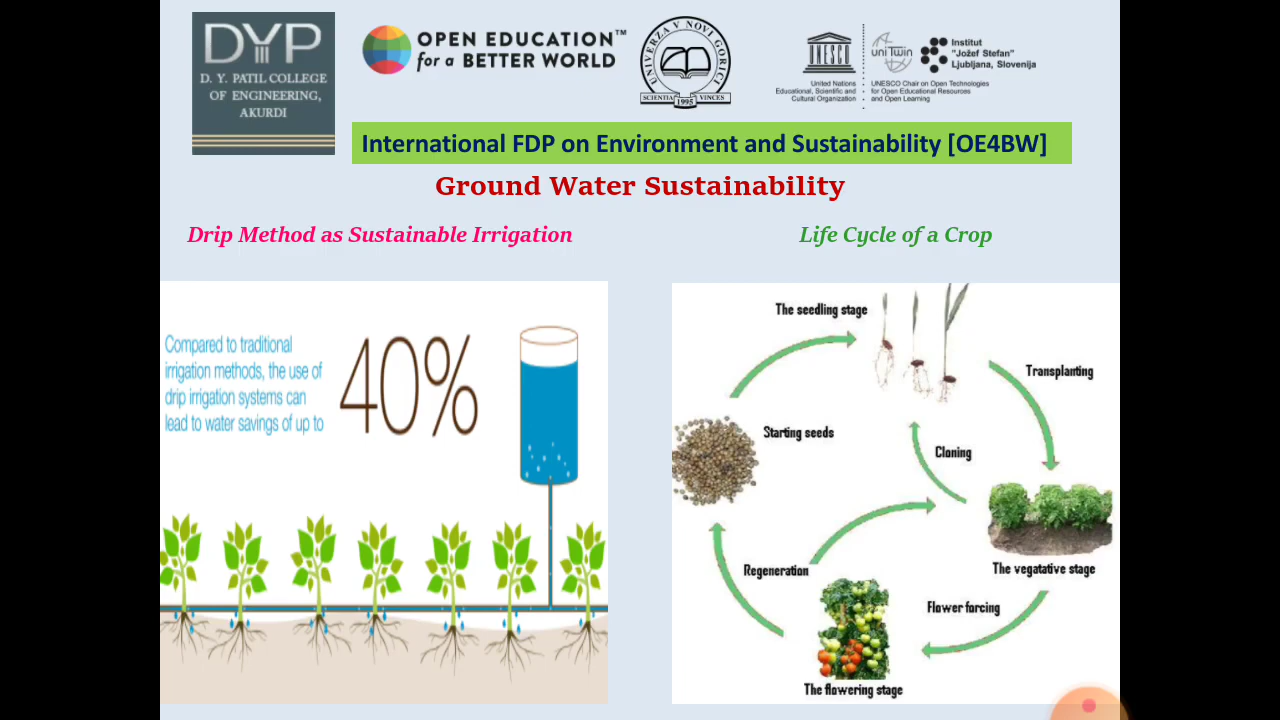 DYP
D. Y. PATIL COLLEGE
OF ENGINEERING,
AKURDI
OPEN EDUCATION™
for a BETTER WORLD
UNIVERZA V NOVI GORICI
SCIENTIA VINCES
1995
UNESCO
United Nations
Educational, Scientific and
Cultural Organization
uniTwin
Institut
"Jožef Stefan"
Ljubljana, Slovenija
UNESCO Chair on Open Technologies
for Open Educational Resources
and Open Learning
International FDP on Environment and Sustainability [OE4BW]
Ground Water Sustainability
Drip Method as Sustainable Irrigation
Compared to traditional
irrigation methods, the use of
drip irrigation systems can
lead to water savings of up to
40%
Life Cycle of a Crop
The seedling stage
Transplanting
Starting seeds
Cloning
Regeneration
The vegatative stage
Flower forcing
The flowering stage